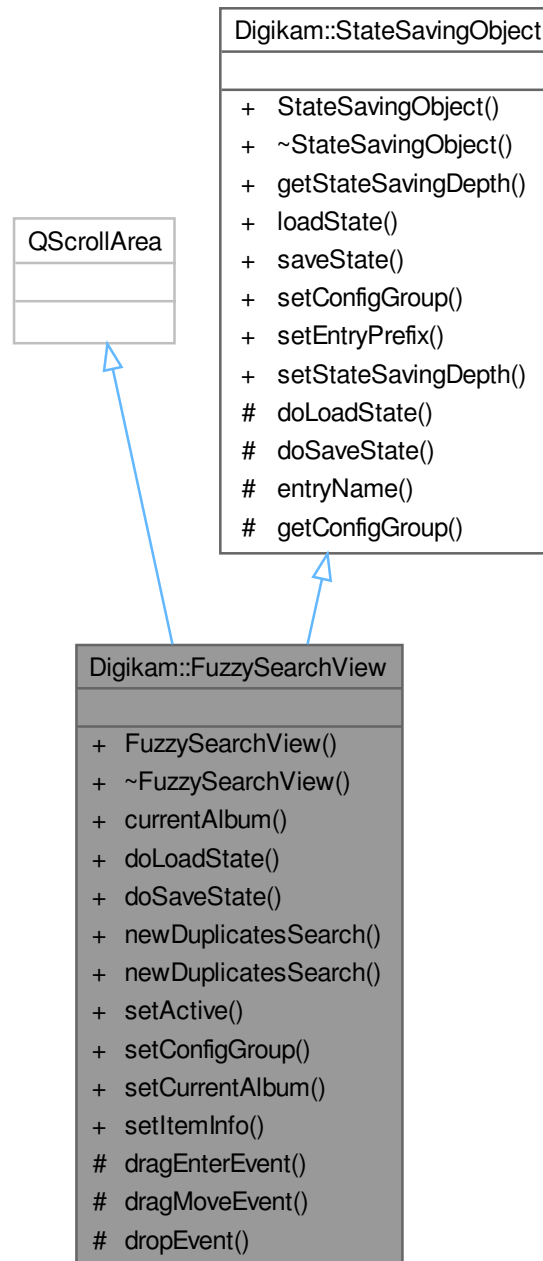 Digikam::StateSavingObject
+ StateSavingObject()
+ ~StateSavingObject()
+ getStateSavingDepth()
+ loadState()
+ saveState()
+ setConfigGroup()
+ setEntryPrefix()
+ setStateSavingDepth()
# doLoadState()
# doSaveState()
# entryName()
# getConfigGroup()
QScrollArea
Digikam::FuzzySearchView
+ FuzzySearchView()
+ ~FuzzySearchView()
+ currentAlbum()
+ doLoadState()
+ doSaveState()
+ newDuplicatesSearch()
+ newDuplicatesSearch()
+ setActive()
+ setConfigGroup()
+ setCurrentAlbum()
+ setItemInfo()
# dragEnterEvent()
# dragMoveEvent()
# dropEvent()